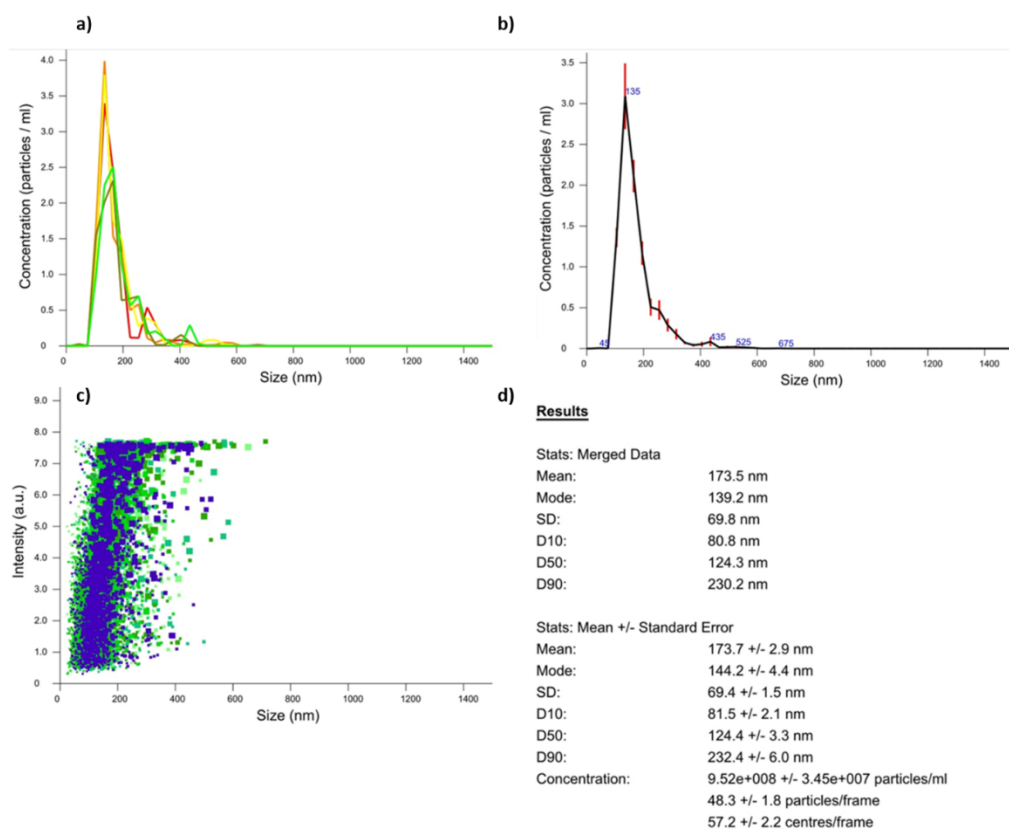 a)
4.0
3.5
3.0
2.5
2.0
1.5
1.0
0.5
0
Concentration (particles / ml)
0 200 400 600 800 1000 1200 1400
Size (nm)
b)
3.5
3.0
2.5
2.0
1.5
1.0
0.5
0
Concentration (particles / ml)
135
45
435
525
675
0 200 400 600 800 1000 1200 1400
Size (nm)
c)
9.0
8.0
7.0
6.0
5.0
4.0
3.0
2.0
1.0
0
Intensity (a.u.)
0 200 400 600 800 1000 1200 1400
Size (nm)
d)
Results
Stats: Merged Data
Mean: 173.5 nm
Mode: 139.2 nm
SD: 69.8 nm
D10: 80.8 nm
D50: 124.3 nm
D90: 230.2 nm
Stats: Mean +/- Standard Error
Mean: 173.7 +/- 2.9 nm
Mode: 144.2 +/- 4.4 nm
SD: 69.4 +/- 1.5 nm
D10: 81.5 +/- 2.1 nm
D50: 124.4 +/- 3.3 nm
D90: 232.4 +/- 6.0 nm
Concentration: 9.52e+008 +/- 3.45e+007 particles/ml
48.3 +/- 1.8 particles/frame
57.2 +/- 2.2 centres/frame